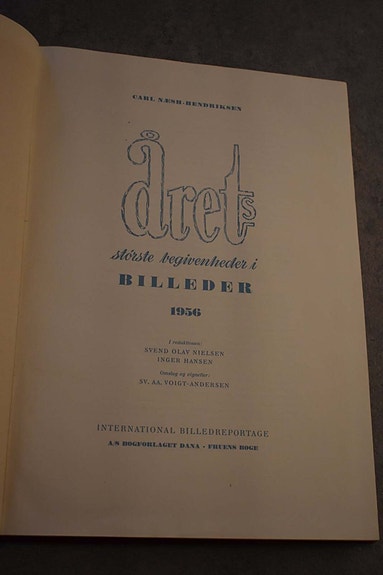 CARL NÆSH-HENDRIKSEN
Årets
største begivenheder i
BILLEDER
1956
I redaktionen:
SVEND OLAV NIELSEN
INGER HANSEN
Omslag og vignetter:
SV. AA. VOIGT-ANDERSEN
INTERNATIONAL BILLEDREPORTAGE
A/S BOGFORLAGET DANA - FRUENS BØGE